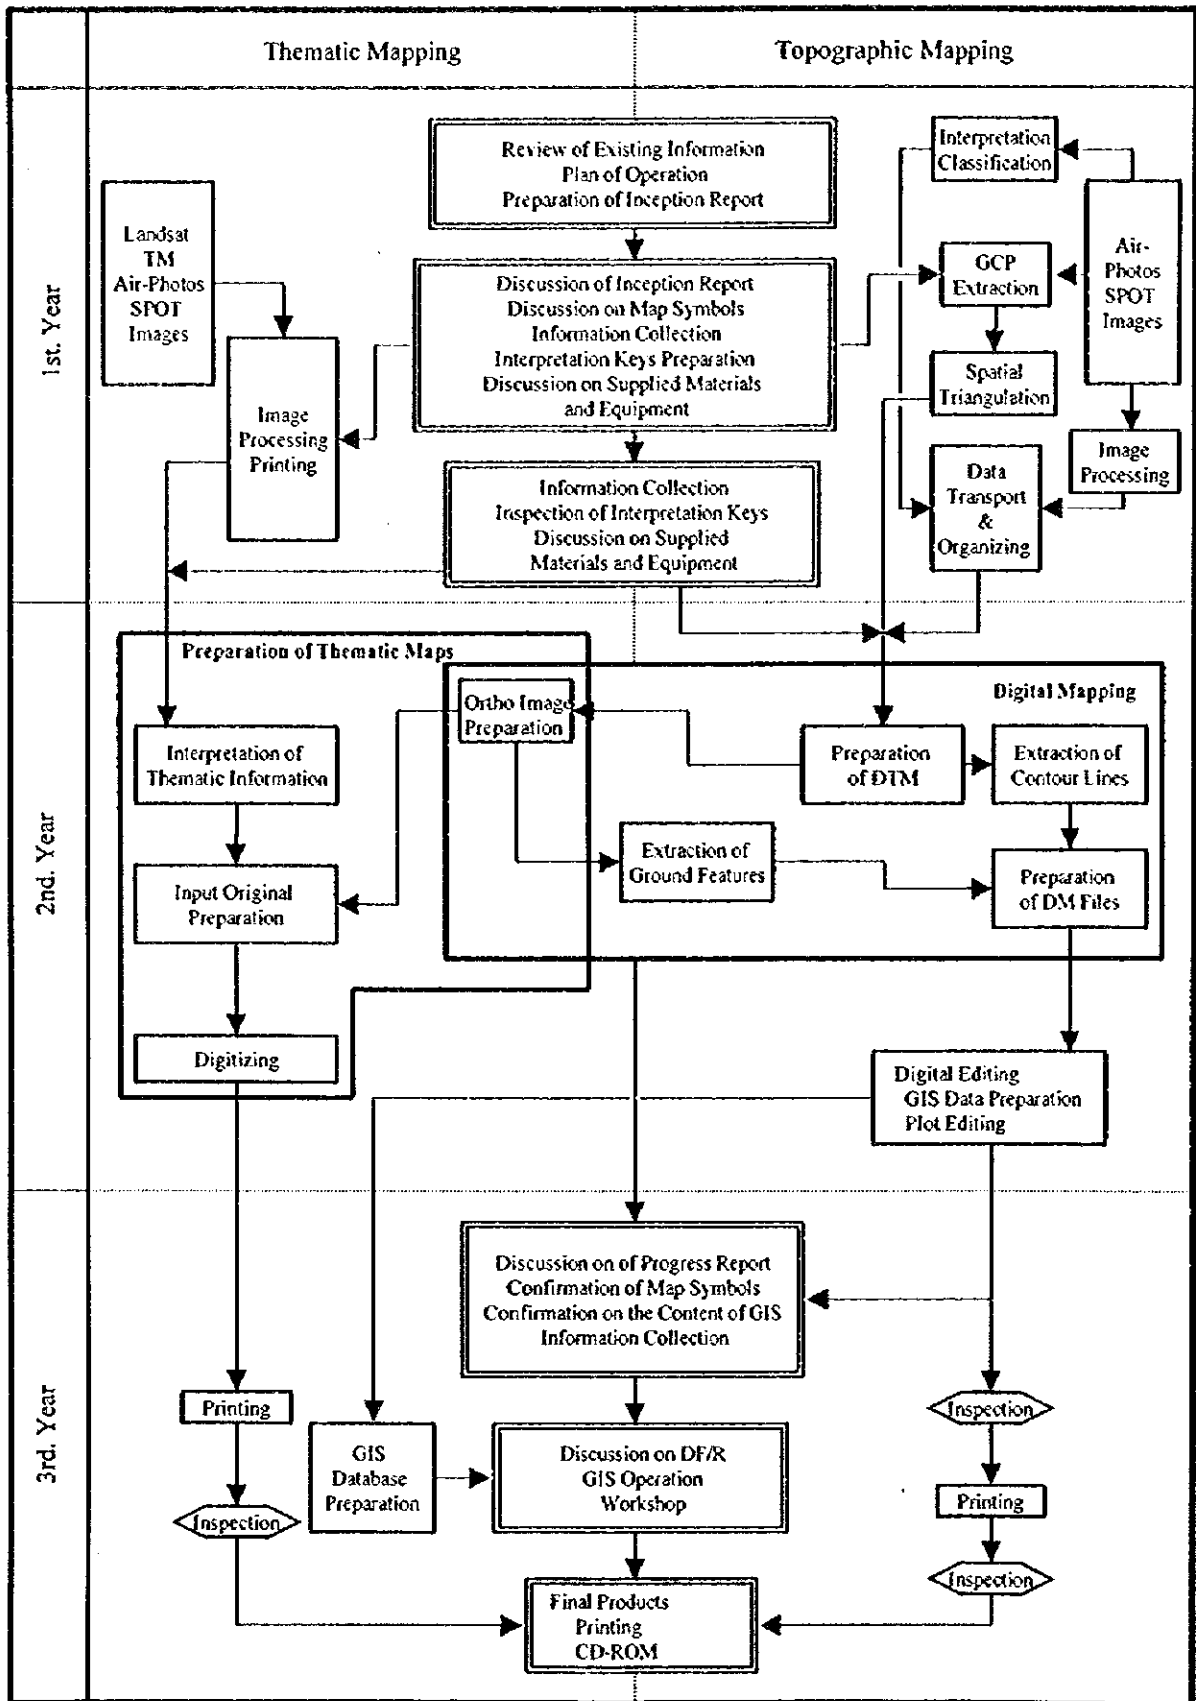 Thematic Mapping
Topographic Mapping
1st. Year
Review of Existing Information
Plan of Operation
Preparation of Inception Report
Interpretation
Classification
Landsat
TM
Air-Photos
SPOT
Images
Air-
Photos
SPOT
Images
GCP
Extraction
Discussion of Inception Report
Discussion on Map Symbols
Information Collection
Interpretation Keys Preparation
Discussion on Supplied Materials
and Equipment
Spatial
Triangulation
Image
Processing
Printing
Image
Processing
Data
Transport
&
Organizing
Information Collection
Inspection of Interpretation Keys
Discussion on Supplied
Materials and Equipment
2nd. Year
Preparation of Thematic Maps
Digital Mapping
Ortho Image
Preparation
Interpretation of
Thematic Information
Preparation
of DTM
Extraction of
Contour Lines
Extraction of
Ground Features
Input Original
Preparation
Preparation
of DM Files
Digitizing
Digital Editing
GIS Data Preparation
Plot Editing
3rd. Year
Discussion on of Progress Report
Confirmation of Map Symbols
Confirmation on the Content of GIS
Information Collection
Printing
Inspection
GIS
Database
Preparation
Discussion on DF/R
GIS Operation
Workshop
Printing
Inspection
Inspection
Final Products
Printing
CD-ROM